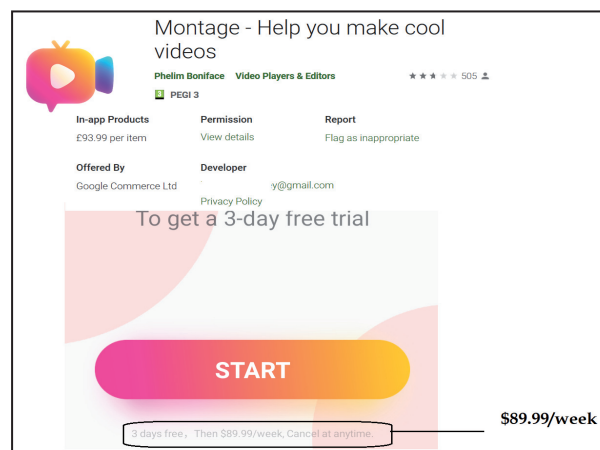 Montage - Help you make cool
videos
Phelim Boniface Video Players & Editors 505
3 PEGI 3
In-app Products Permission Report
£93.99 per item View details Flag as inappropriate
Offered By Developer
Google Commerce Ltd y@gmail.com
Privacy Policy
To get a 3-day free trial
START
3 days free, Then $89.99/week, Cancel at anytime.
$89.99/week